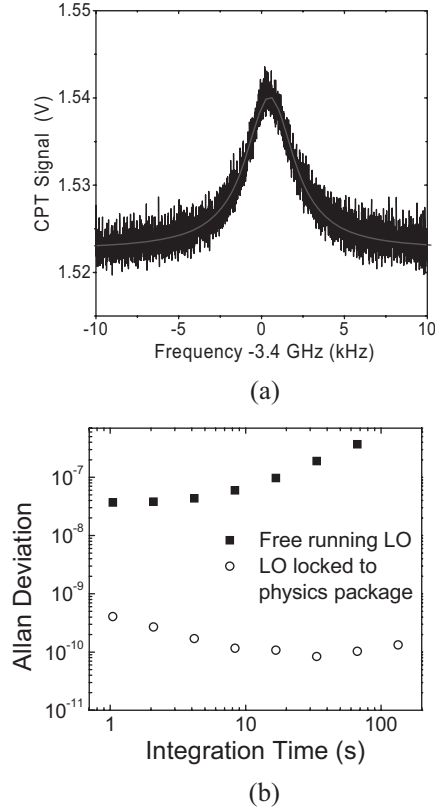 1.55
1.54
1.53
1.52
CPT Signal (V)
-10 -5 0 5 10
Frequency -3.4 GHz (kHz)
(a)
10-7
10-8
10-9
10-10
10-11
Allan Deviation
Free running LO
LO locked to
physics package
1 10 100
Integration Time (s)
(b)